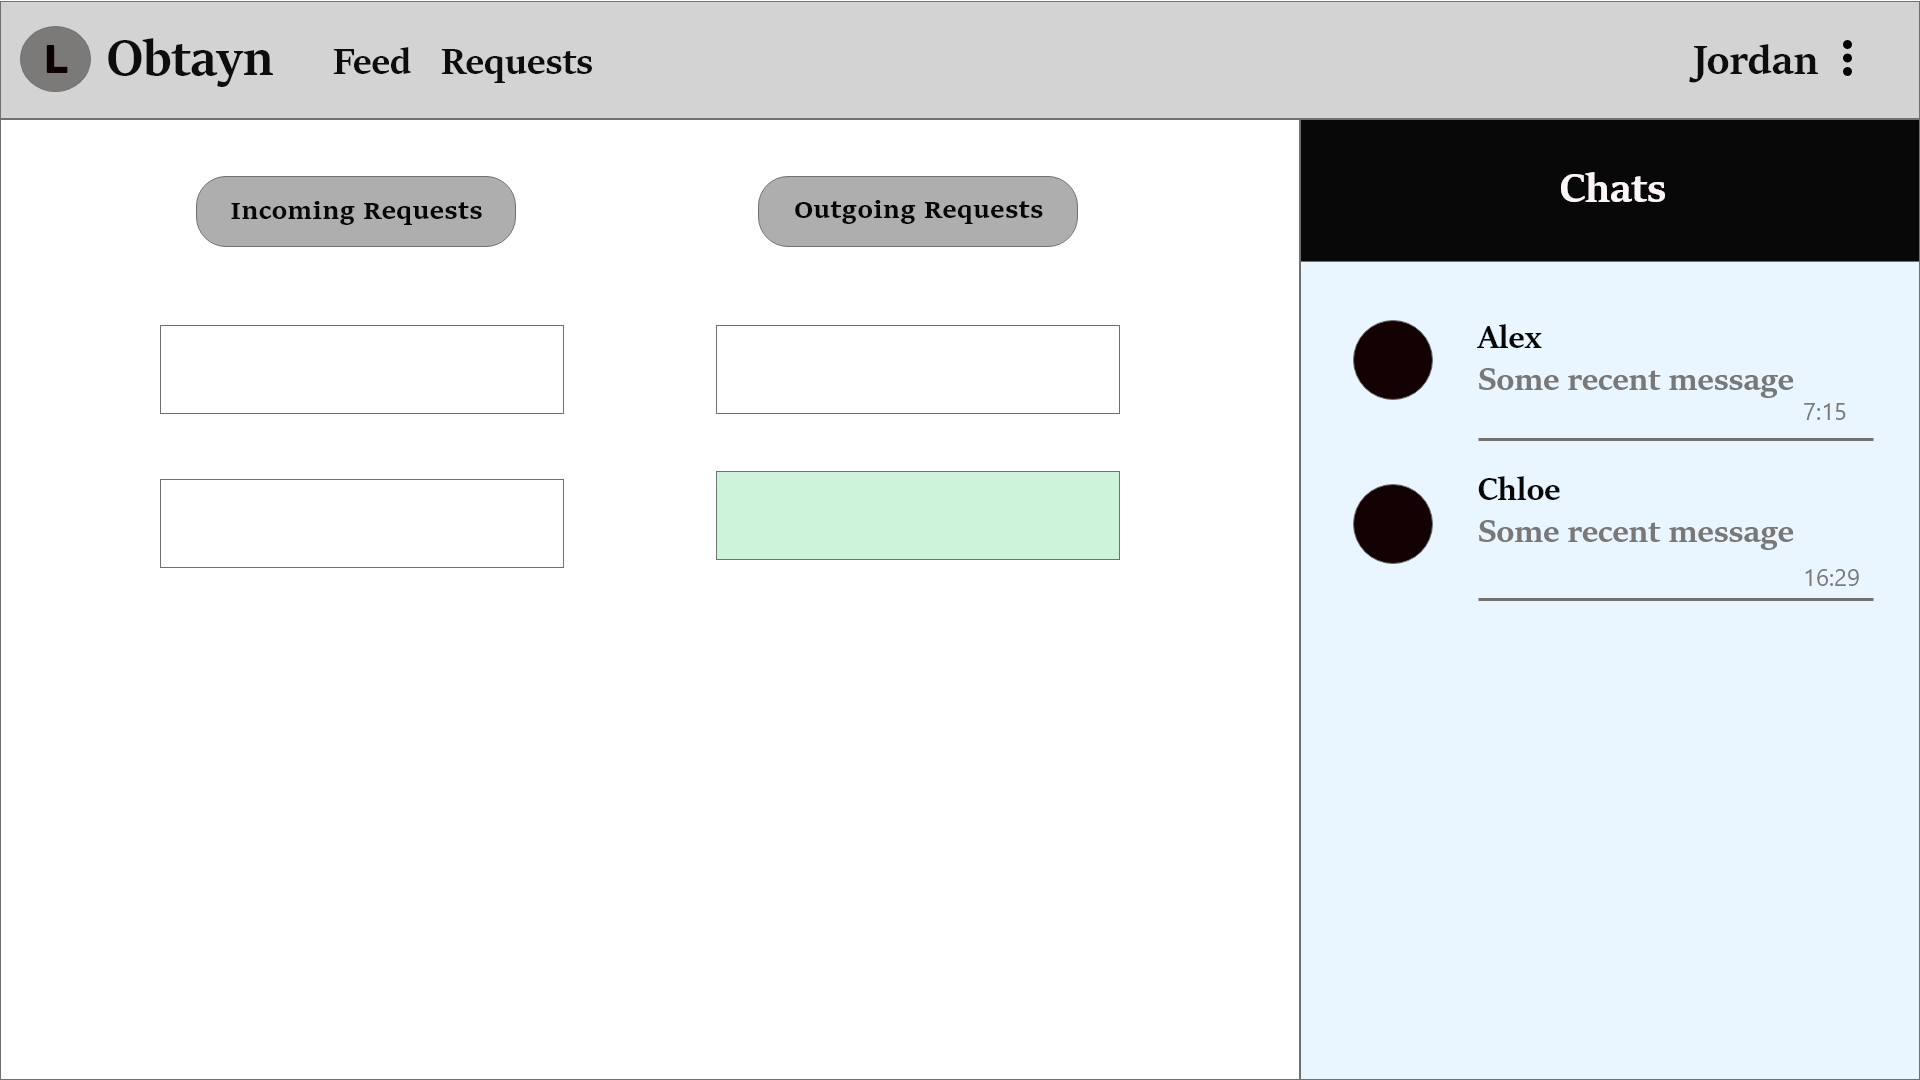 L
Obtayn
Feed
Requests
Jordan
Incoming Requests
Outgoing Requests
Chats
Alex
Some recent message
7:15
Chloe
Some recent message
16:29